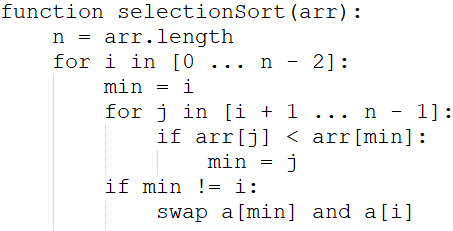 function selectionSort(arr):
    n = arr.length
    for i in [0 ... n - 2]:
        min = i
        for j in [i + 1 ... n - 1]:
            if arr[j] < arr[min]:
                min = j
        if min != i:
            swap a[min] and a[i]